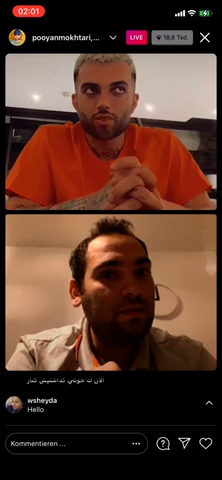 02:01
pooyanmokhtari,...
LIVE
18,8 Tsd.
wsheyda
Hello
Kommentieren ...